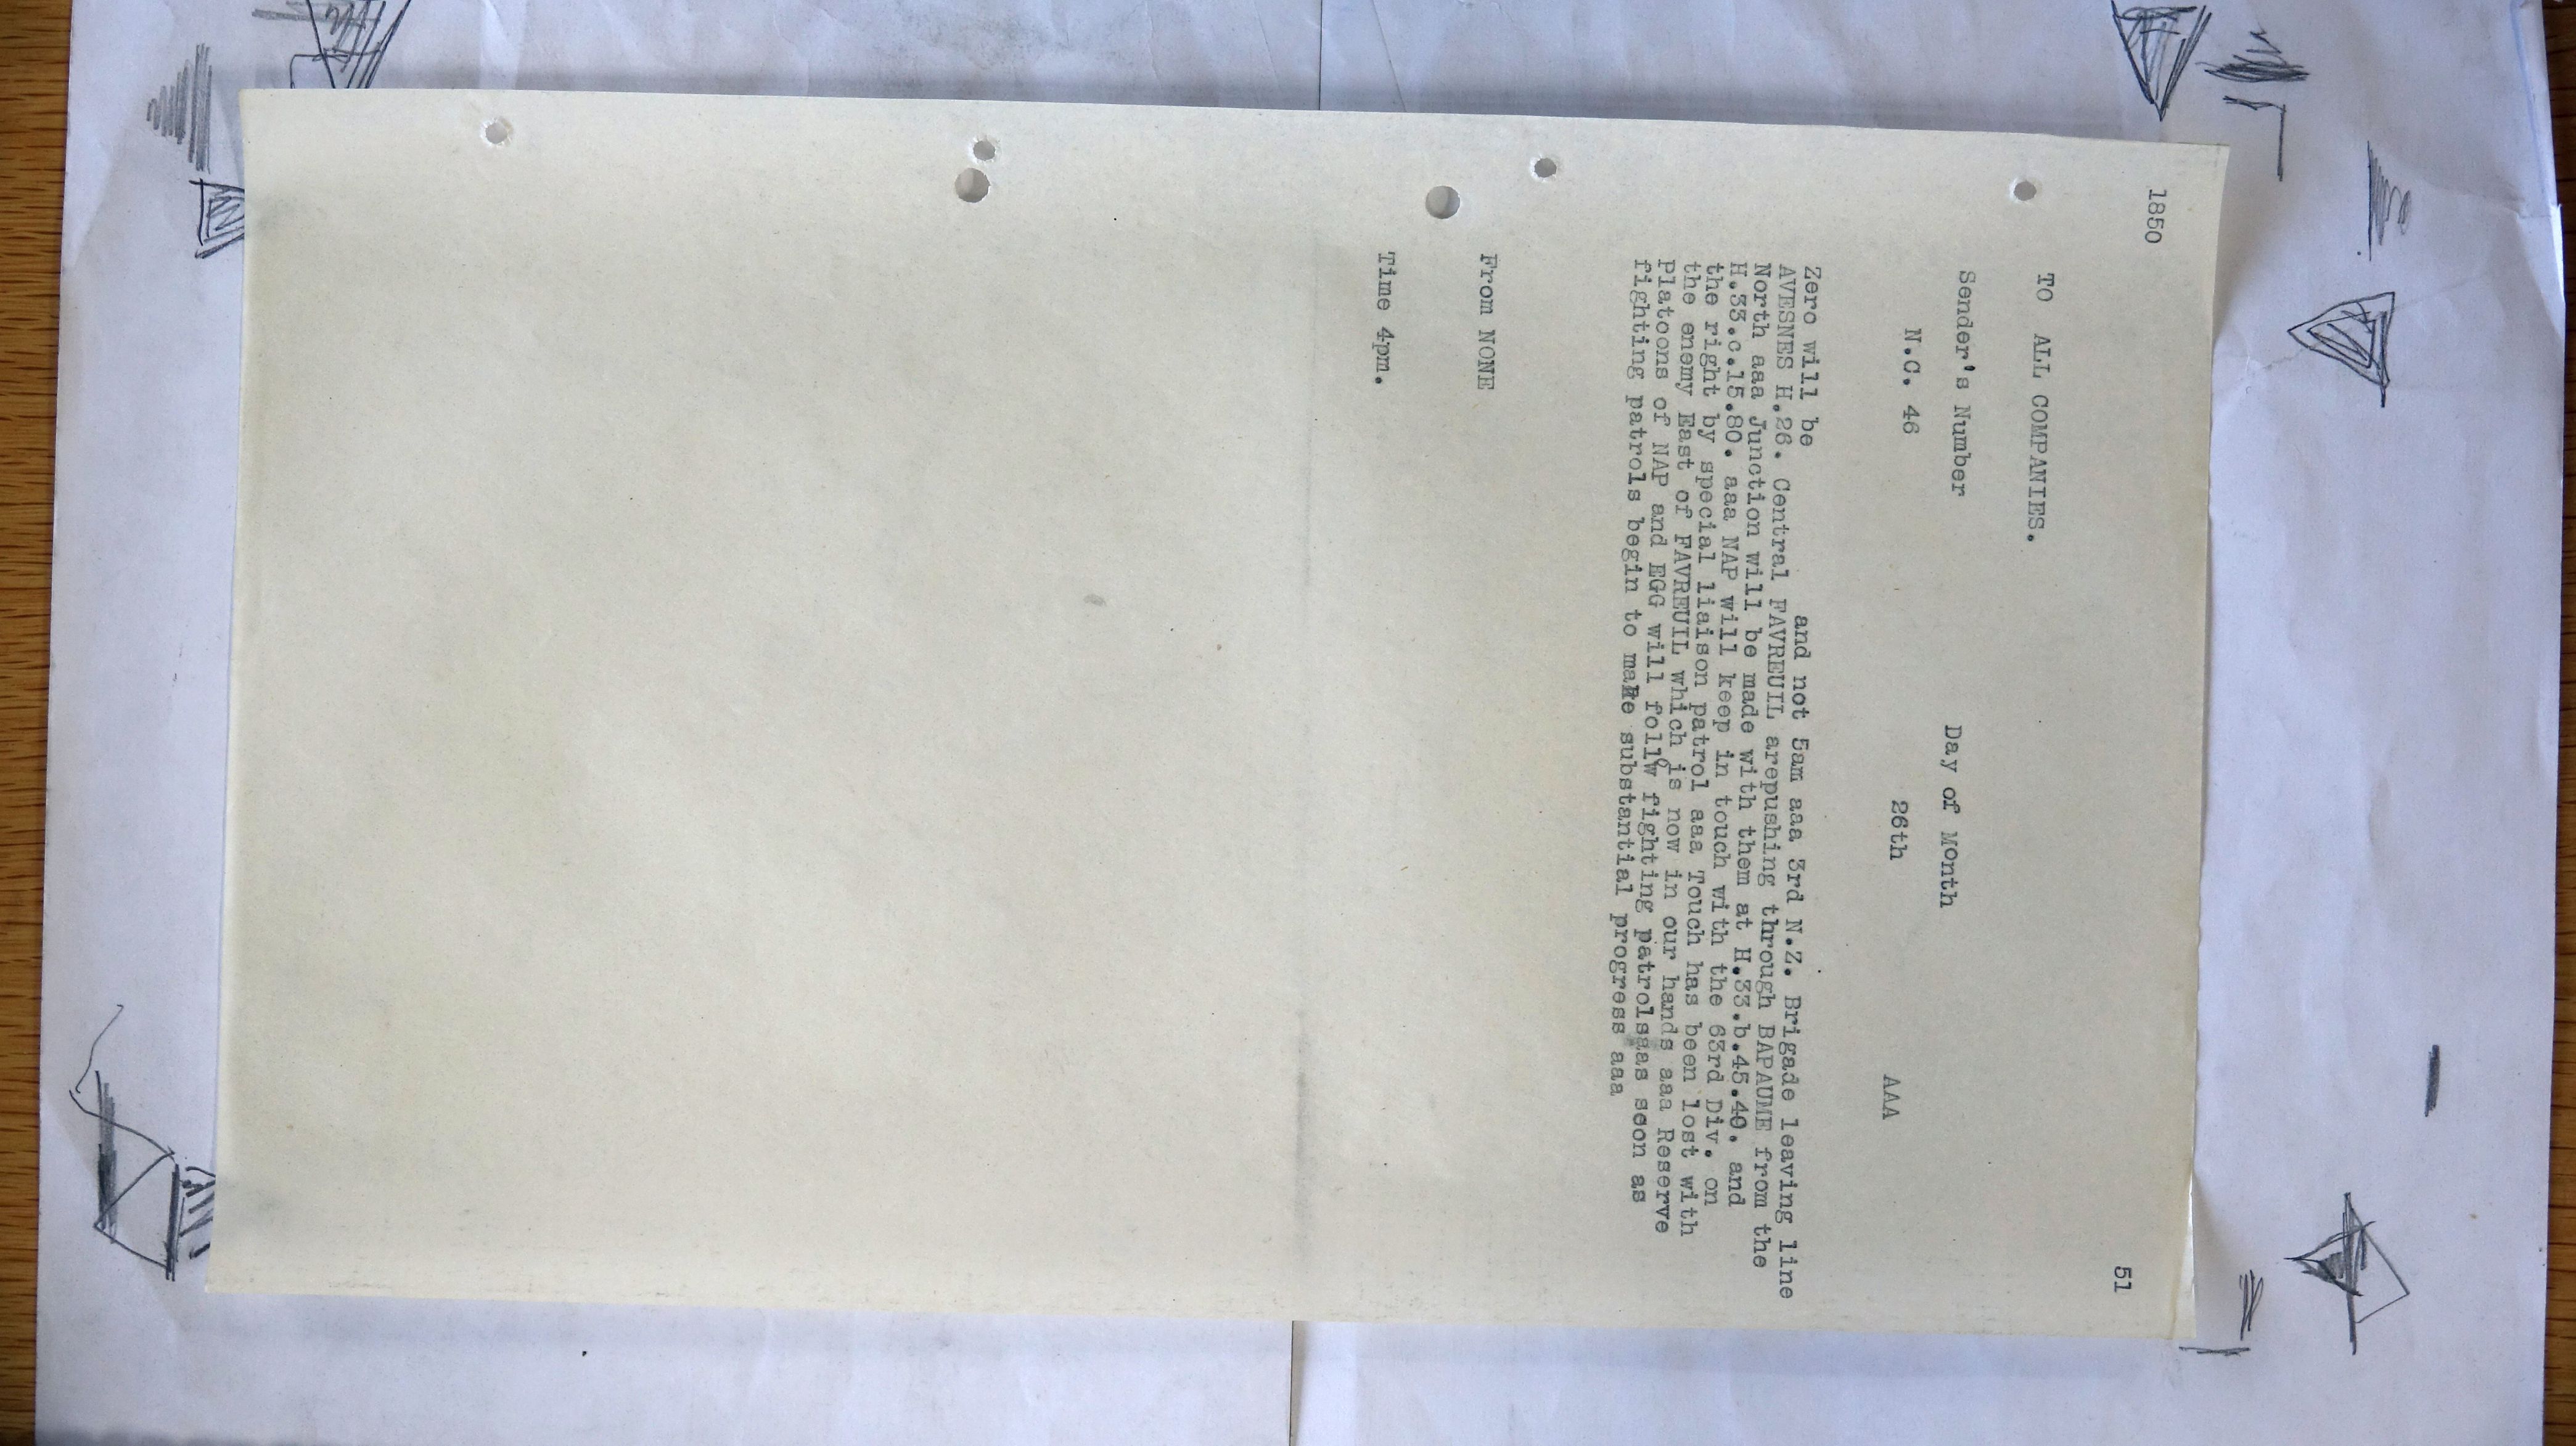 1850
51
TO ALL COMPANIES.
Sender's Number Day of Month
N.C. 46 26th AAA
Zero will be and not 5am aaa 3rd N.Z. Brigade leaving line
AVESNES H.26. Central FAVREUIL arepushing through BAPAUME from the
North aaa Junction will be made with them at H.33.b.45.40. and
H.33.c.15.80. aaa NAP will keep in touch with the 63rd Div. on
the right by special liaison patrol aaa Touch has been lost with
the enemy East of FAVREUIL which is now in our hands aaa Reserve
Platoons of NAP and EGG will follow fighting patrolsaas soon as
fighting patrols begin to make substantial progress aaa
From NONE
Time 4pm.